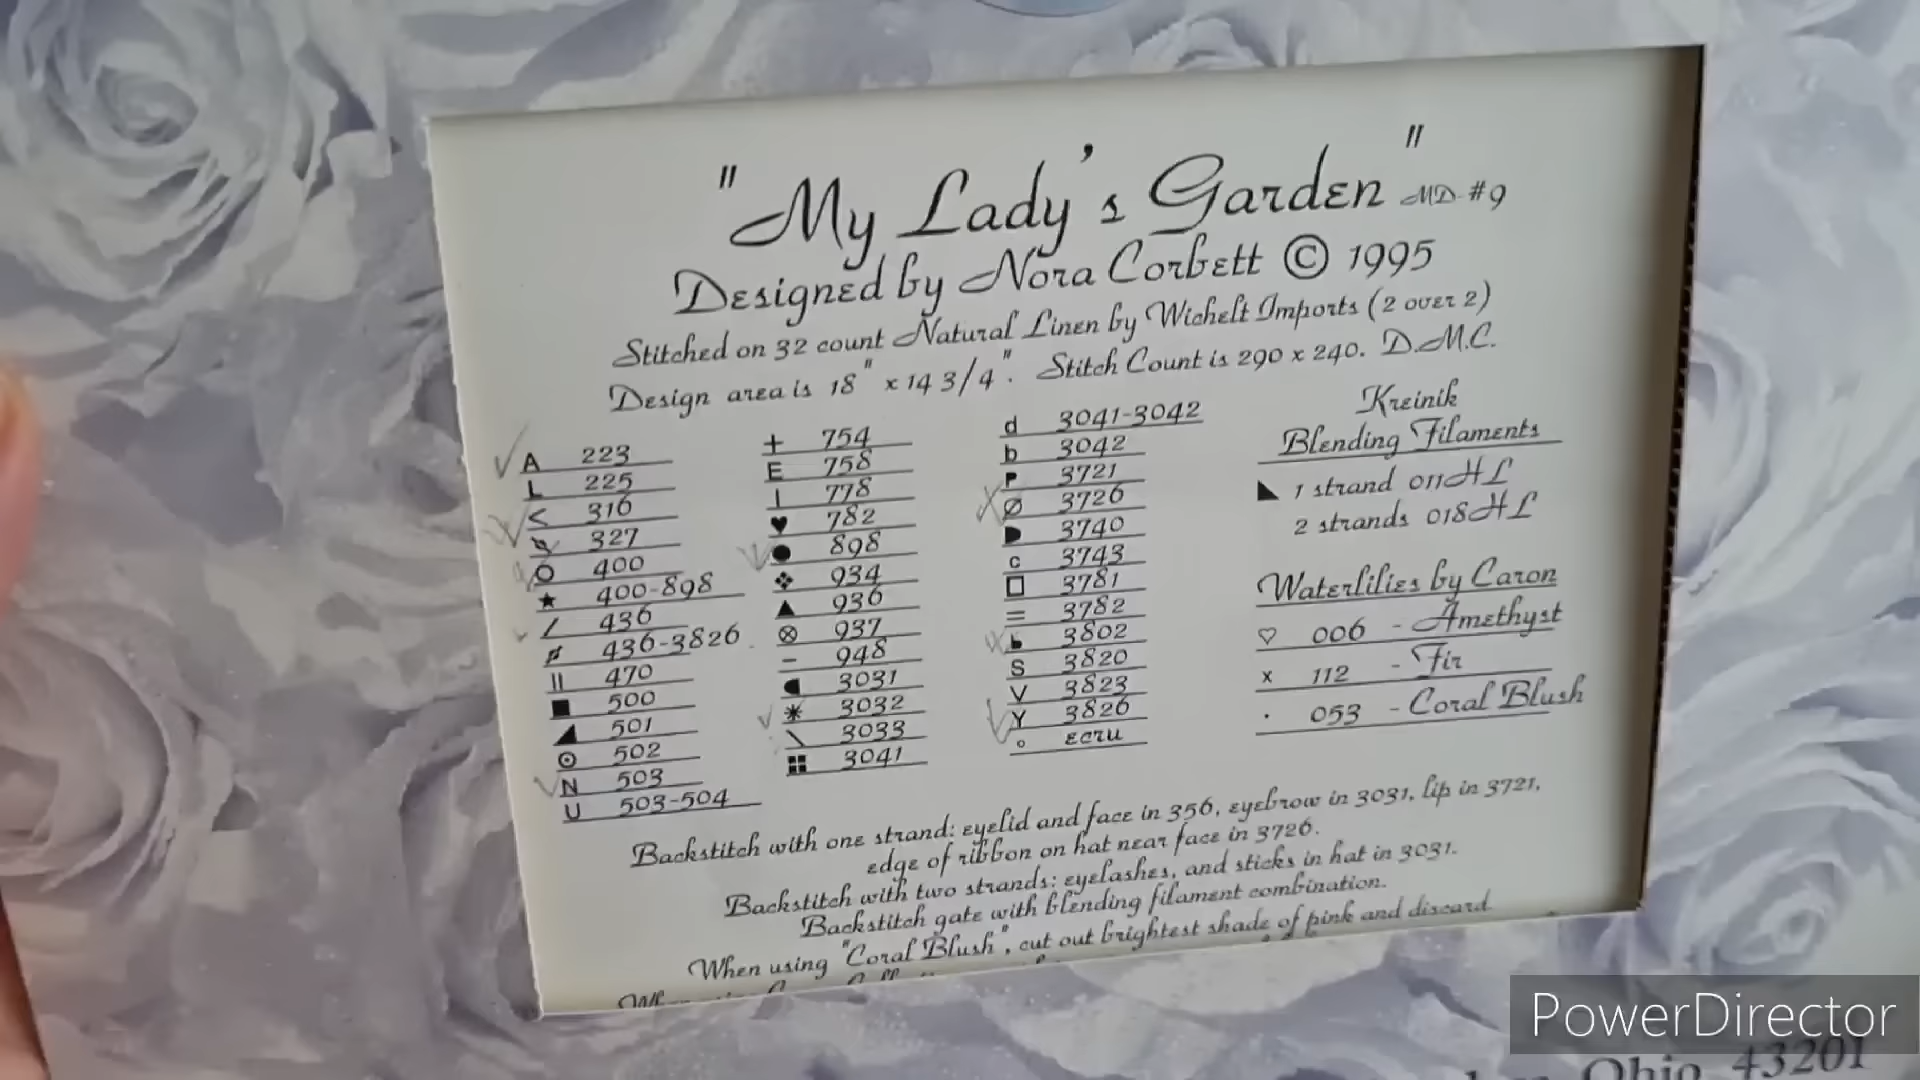 "My Lady's Garden" MD-#9
Designed by Nora Corbett © 1995
Stitched on 32 count Natural Linen by Wichelt Imports (2 over 2)
Design area is 18" x 14 3/4". Stitch Count is 290 x 240. D.M.C.
A 223
L 225
< 316
327
O 400
★ 400-898
/ 436
436-3826
|| 470
■ 500
◢ 501
⊙ 502
N 503
U 503-504
+ 754
E 758
| 778
♥ 782
● 898
❖ 934
▲ 936
⊗ 937
− 948
◖ 3031
✳ 3032
\ 3033
3041
d 3041-3042
b 3042
P 3721
Ø 3726
◗ 3740
c 3743
□ 3781
= 3782
3802
S 3820
V 3823
Y 3826
° ecru
Kreinik
Blending Filaments
◣ 1 strand 011HL
2 strands 018HL
Waterlilies by Caron
♡ 006 - Amethyst
x 112 - Fir
· 053 - Coral Blush
Backstitch with one strand: eyelid and face in 356, eyebrow in 3031, lip in 3721,
edge of ribbon on hat near face in 3726.
Backstitch with two strands: eyelashes, and sticks in hat in 3031.
Backstitch gate with blending filament combination.
When using "Coral Blush", cut out brightest shade of pink and discard
Ohio 43201
PowerDirector